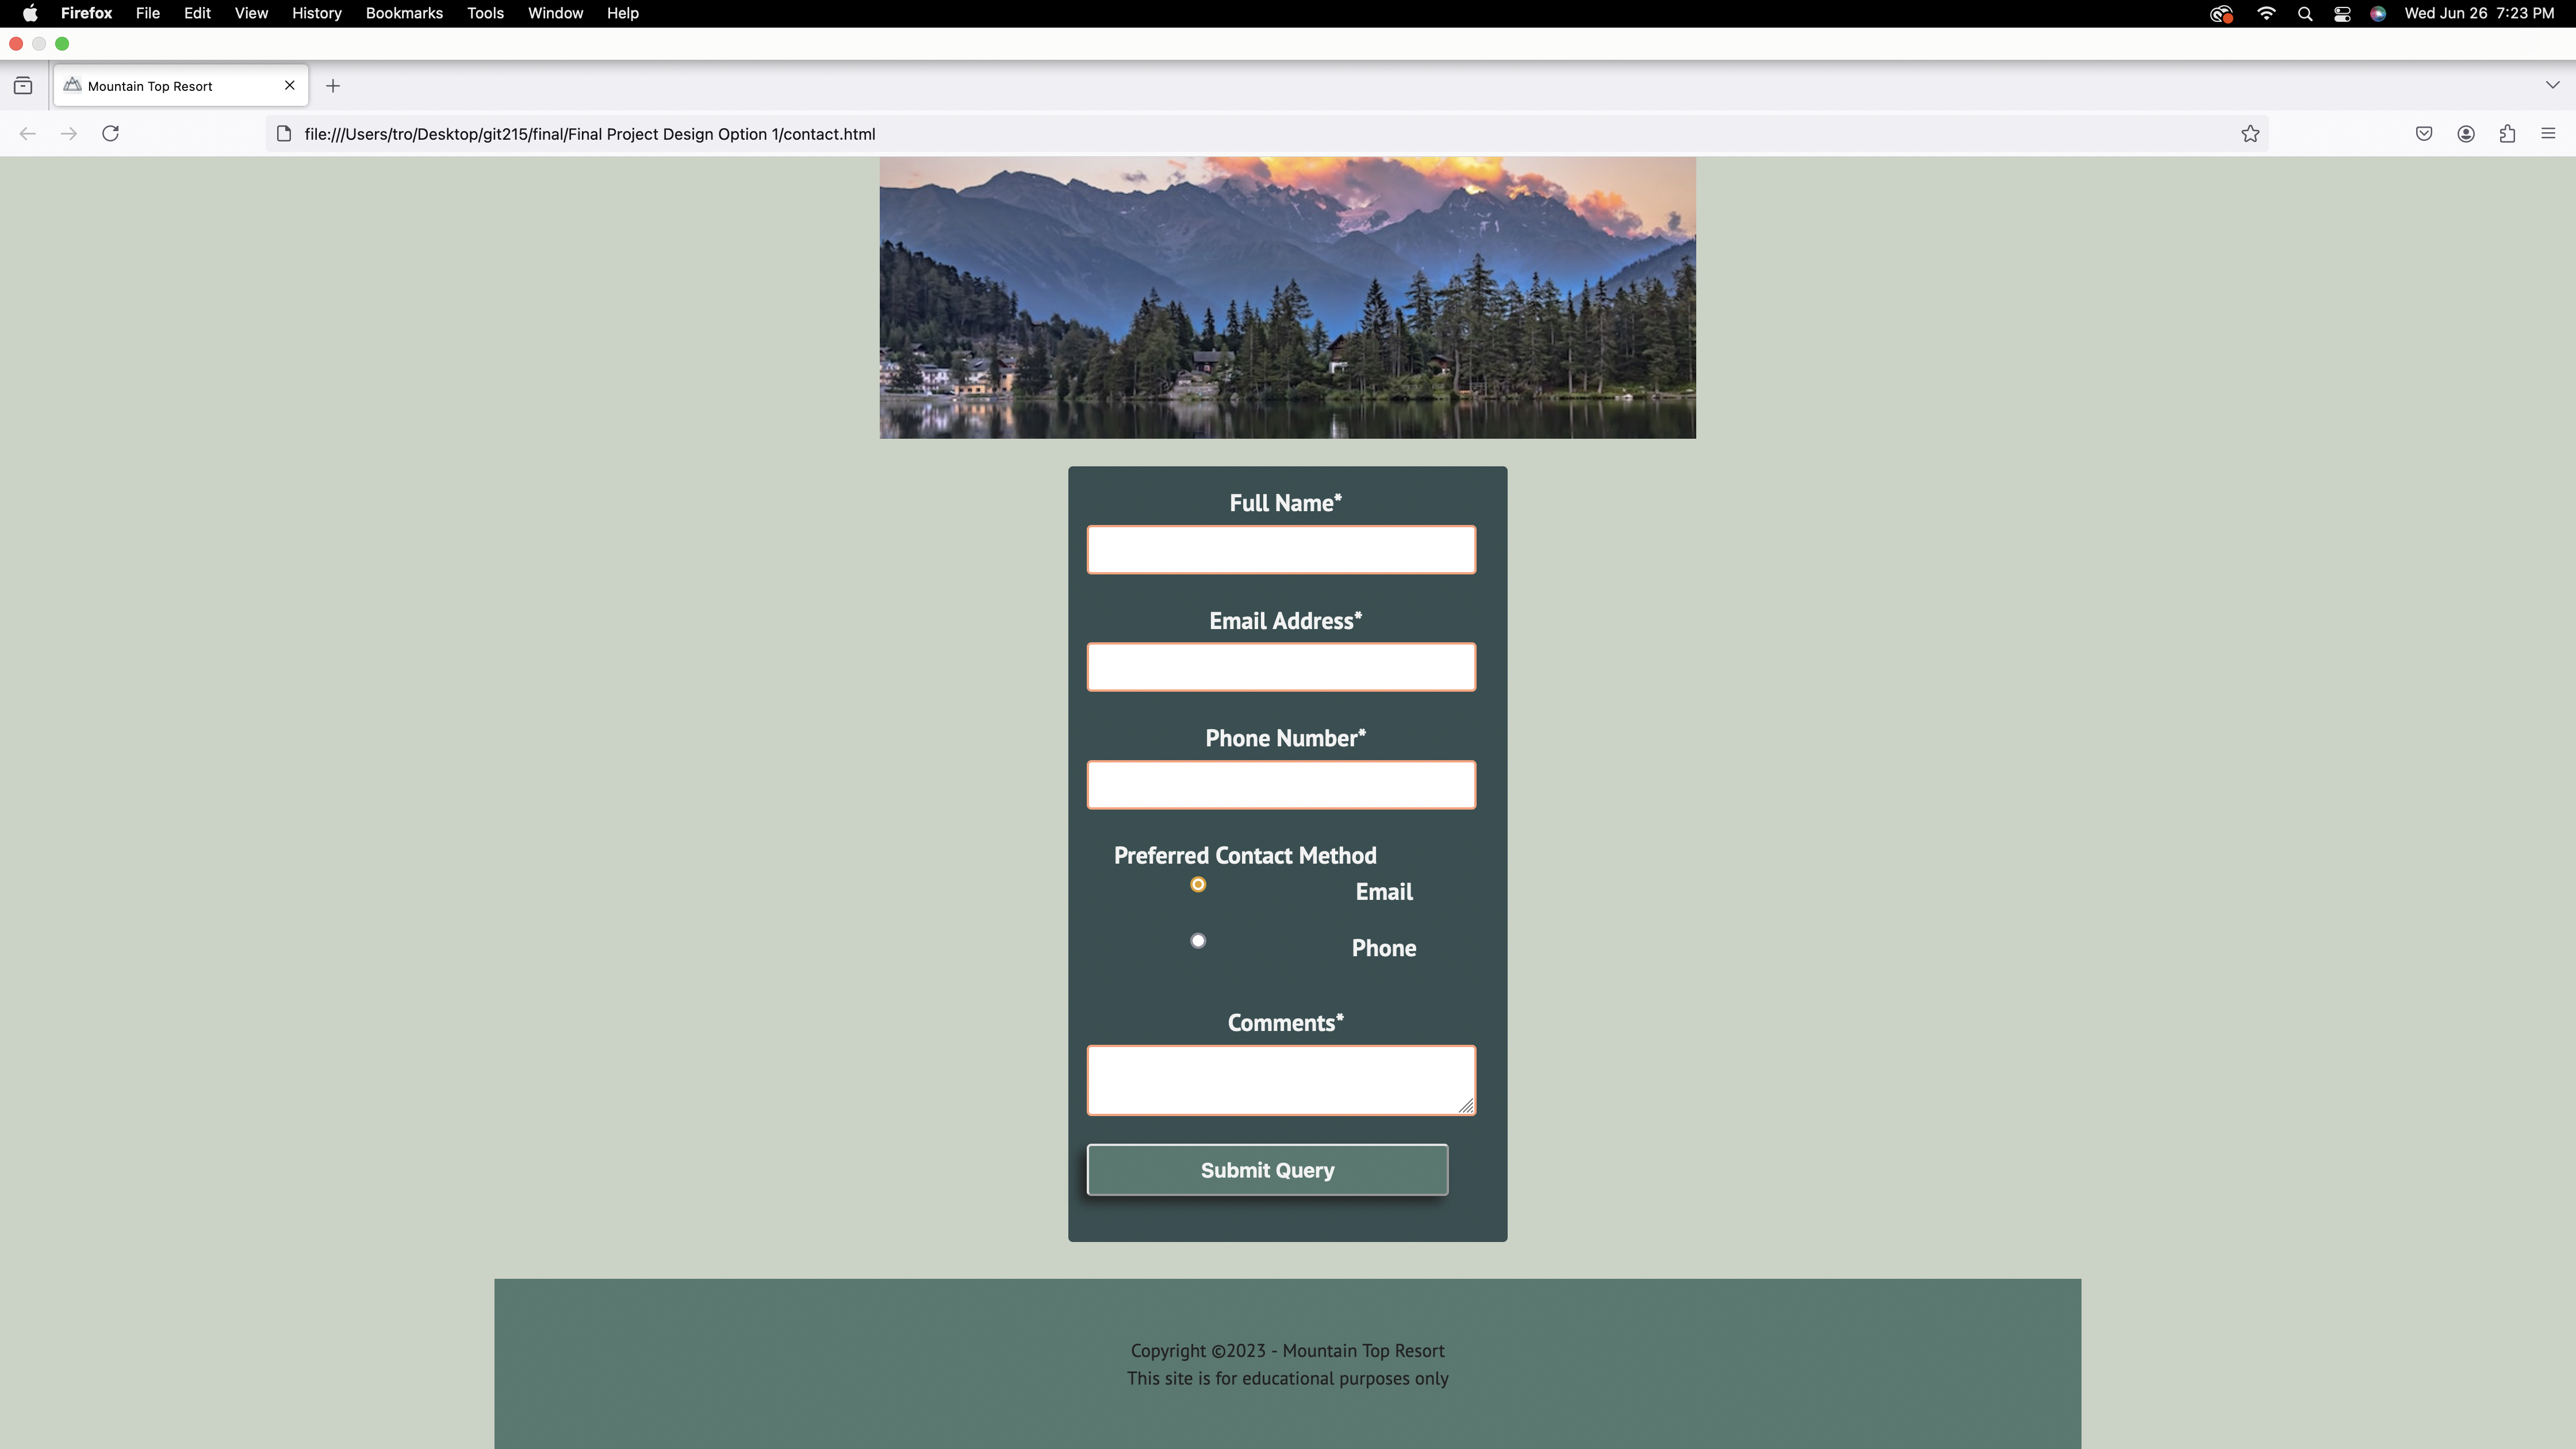 Firefox File Edit View History Bookmarks Tools Window Help Wed Jun 26 7:23 PM
Mountain Top Resort
file:///Users/tro/Desktop/git215/final/Final Project Design Option 1/contact.html
Full Name*
Email Address*
Phone Number*
Preferred Contact Method
Email
Phone
Comments*
Submit Query
Copyright ©2023 - Mountain Top Resort
This site is for educational purposes only